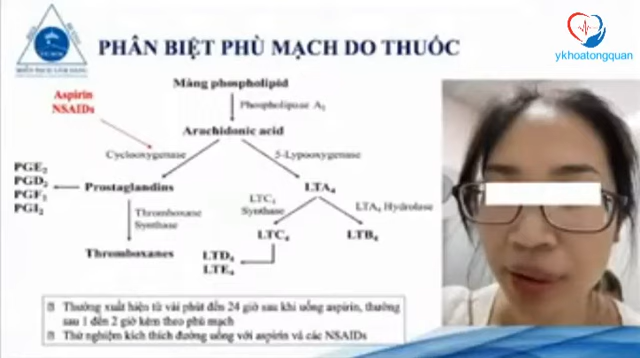 PHÂN BIỆT PHÙ MẠCH DO THUỐC
ykhoatongquan
Màng phospholipid
Aspirin
NSAIDs
Phospholipase A₂
Arachidonic acid
Cyclooxygenase
5-Lypooxygenase
PGE₂
PGD₂
PGI₂
Prostaglandins
LTA₄
Thromboxane
Synthase
Synthase
LTA₄ Hydrolase
Thromboxanes
LTC₄
LTB₄
LTD₄
LTE₄
Thường xuất hiện từ vài phút đến 24 giờ sau khi uống aspirin, thường
sau 1 đến 2 giờ kèm theo phù mạch
Thử nghiệm kích thích đường uống với aspirin và các NSAIDs